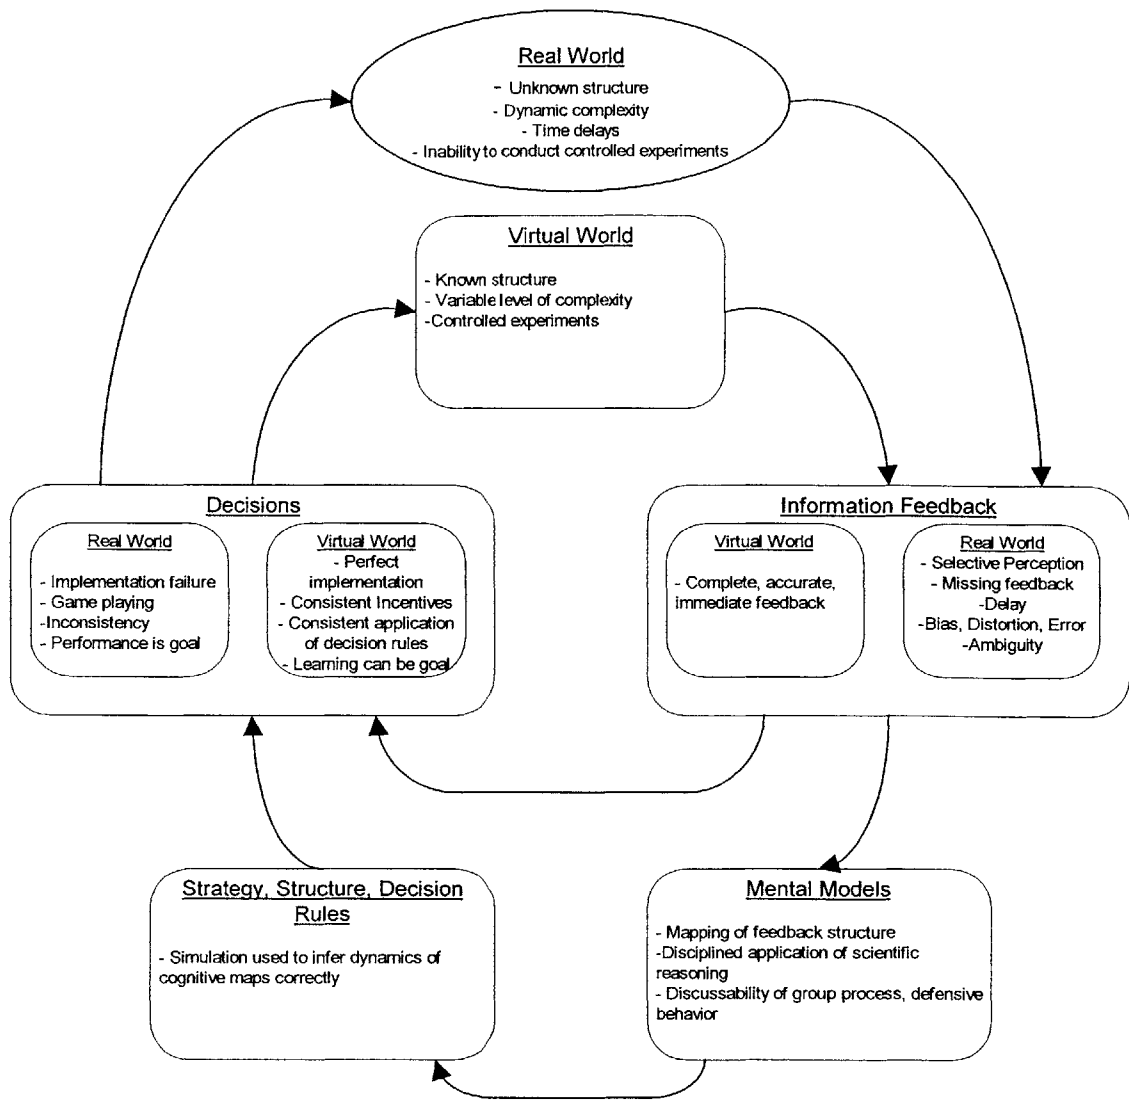 Real World
- Unknown structure
- Dynamic complexity
- Time delays
- Inability to conduct controlled experiments
Virtual World
- Known structure
- Variable level of complexity
-Controlled experiments
Decisions
Real World
- Implementation failure
- Game playing
-Inconsistency
- Performance is goal
Virtual World
- Perfect
implementation
- Consistent Incentives
- Consistent application
of decision rules
- Learning can be goal
Information Feedback
Virtual World
- Complete, accurate,
immediate feedback
Real World
- Selective Perception
- Missing feedback
-Delay
-Bias, Distortion, Error
-Ambiguity
Strategy, Structure, Decision
Rules
- Simulation used to infer dynamics of
cognitive maps correctly
Mental Models
- Mapping of feedback structure
-Disciplined application of scientific
reasoning
- Discussability of group process, defensive
behavior